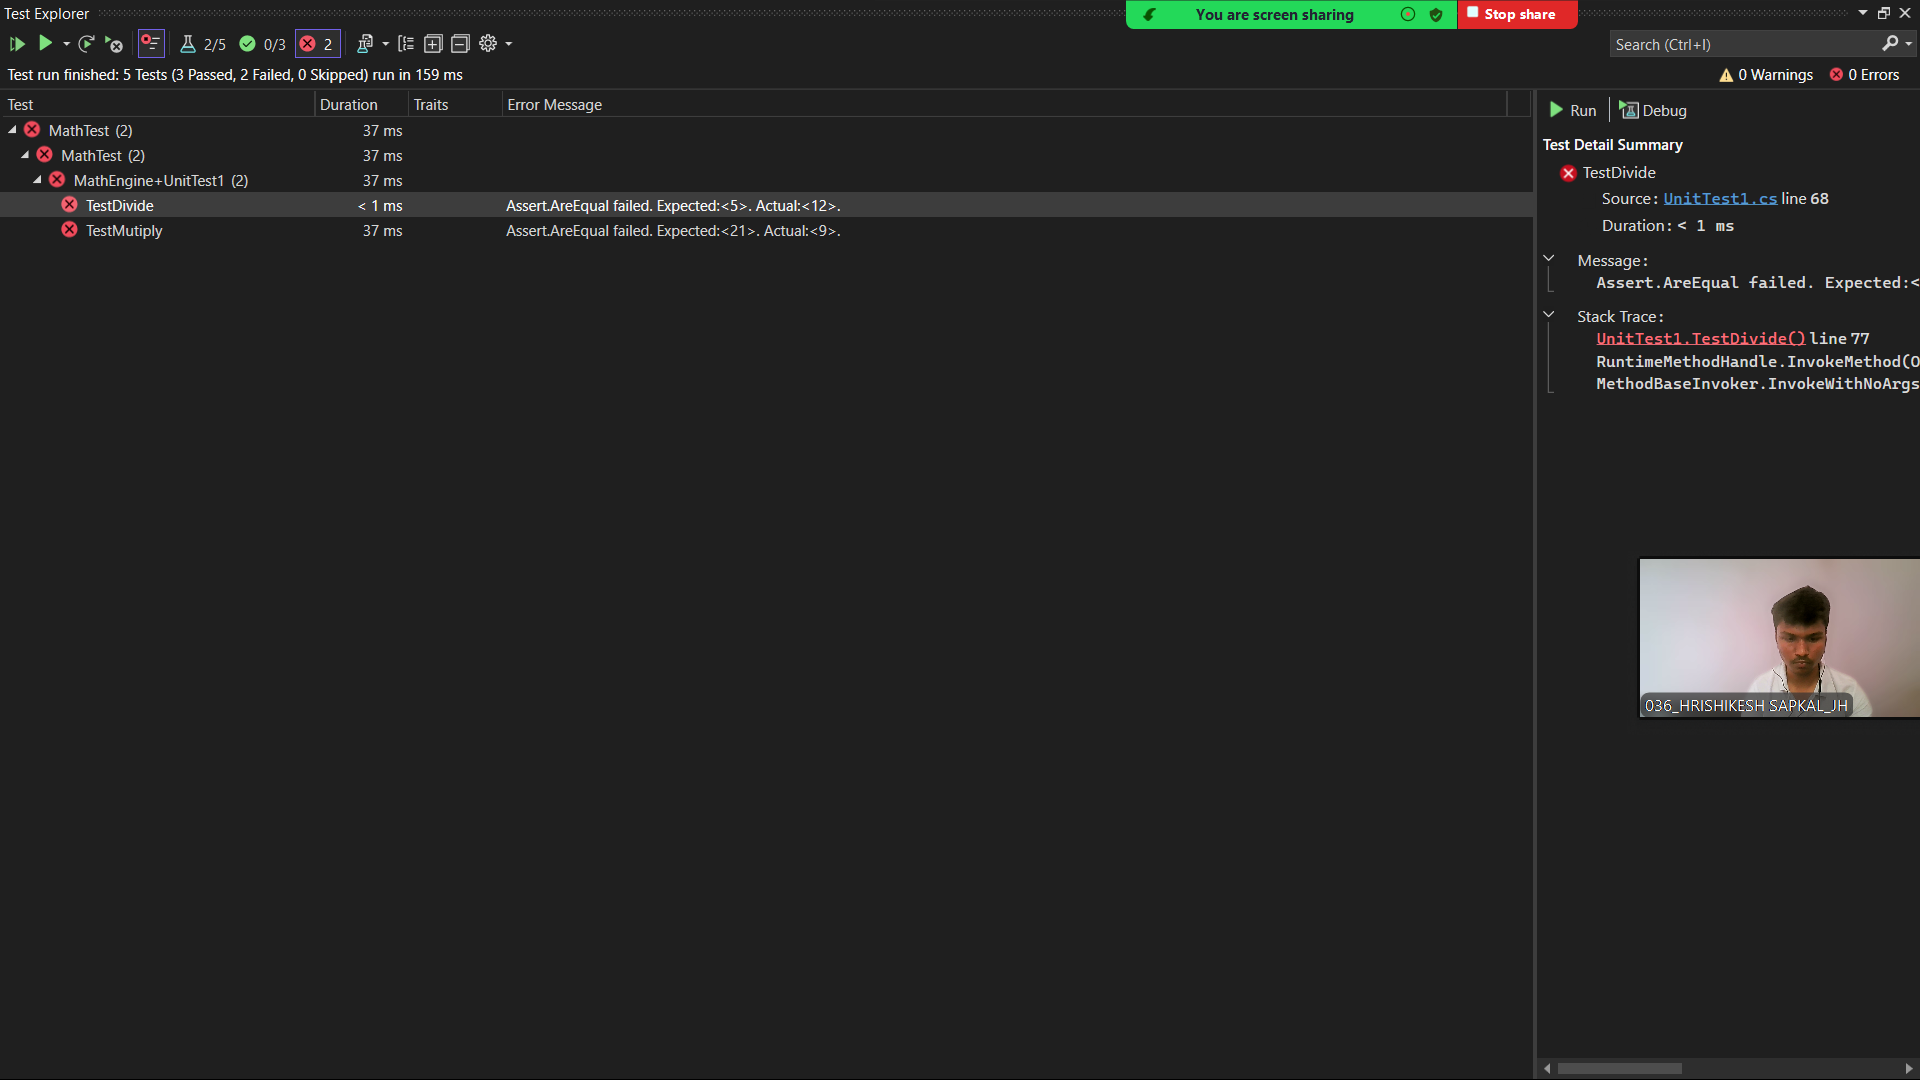 Test Explorer
You are screen sharing
Stop share
2/5
0/3
2
Search (Ctrl+I)
Test run finished: 5 Tests (3 Passed, 2 Failed, 0 Skipped) run in 159 ms
0 Warnings
0 Errors
Test Duration Traits Error Message
MathTest (2) 37 ms
MathTest (2) 37 ms
MathEngine+UnitTest1 (2) 37 ms
TestDivide < 1 ms Assert.AreEqual failed. Expected:<5>. Actual:<12>.
TestMutiply 37 ms Assert.AreEqual failed. Expected:<21>. Actual:<9>.
Run Debug
Test Detail Summary
TestDivide
Source: UnitTest1.cs line 68
Duration: < 1 ms
Message:
Assert.AreEqual failed. Expected:<
Stack Trace:
UnitTest1.TestDivide() line 77
RuntimeMethodHandle.InvokeMethod(O
MethodBaseInvoker.InvokeWithNoArgs
036_HRISHIKESH SAPKAL_JH